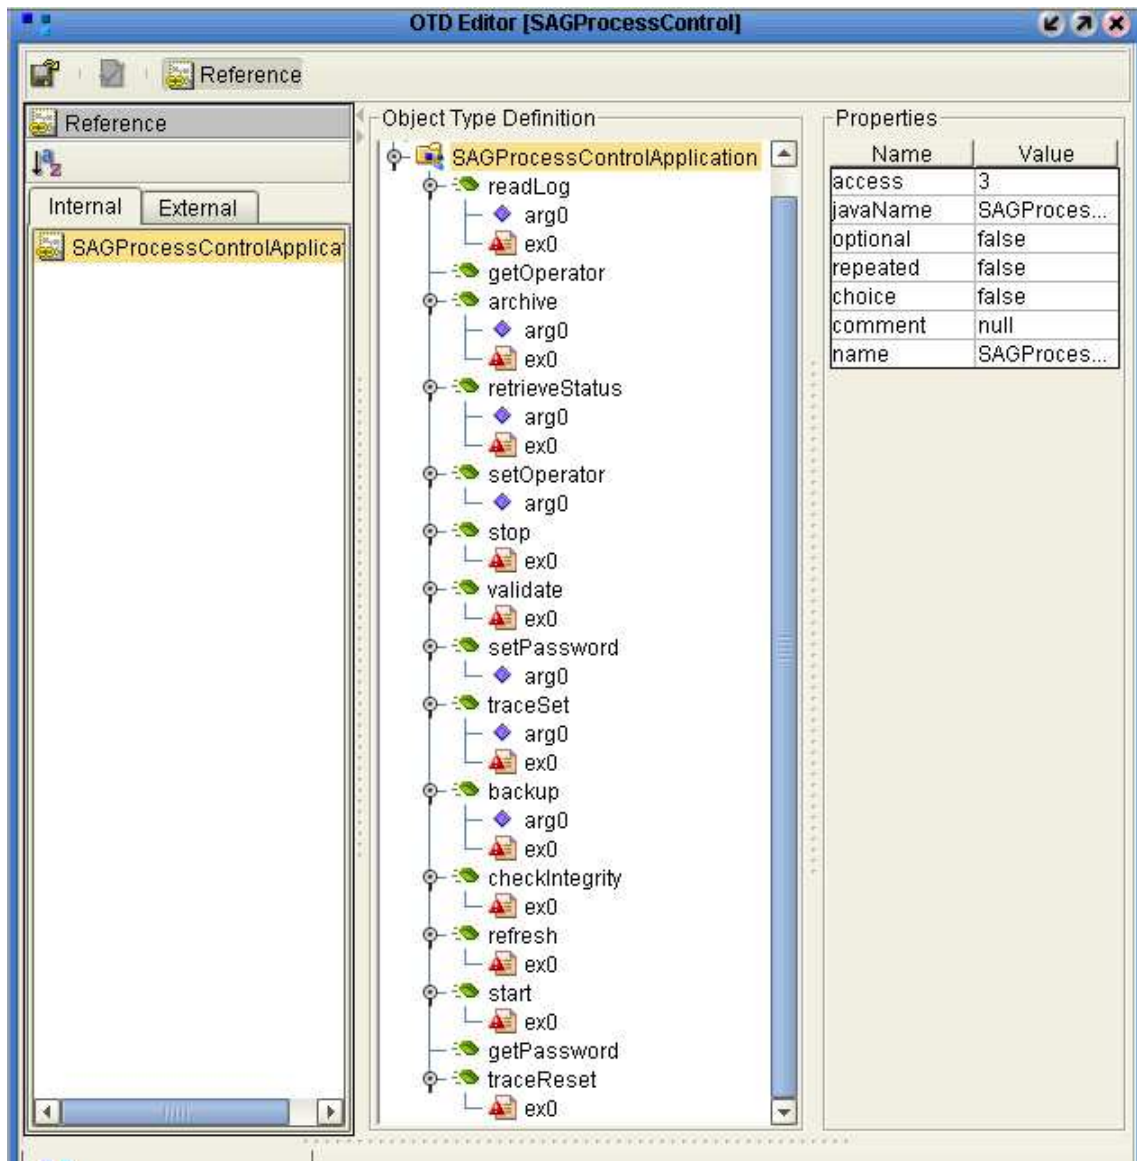 OTD Editor [SAGProcessControl]
Reference
Reference
Internal External
SAGProcessControlApplicat
Object Type Definition
SAGProcessControlApplication
readLog
arg0
ex0
getOperator
archive
arg0
ex0
retrieveStatus
arg0
ex0
setOperator
arg0
stop
ex0
validate
ex0
setPassword
arg0
traceSet
arg0
ex0
backup
arg0
ex0
checkIntegrity
ex0
refresh
ex0
start
ex0
getPassword
traceReset
ex0
Properties
Name Value
access 3
javaName SAGProces...
optional false
repeated false
choice false
comment null
name SAGProces...